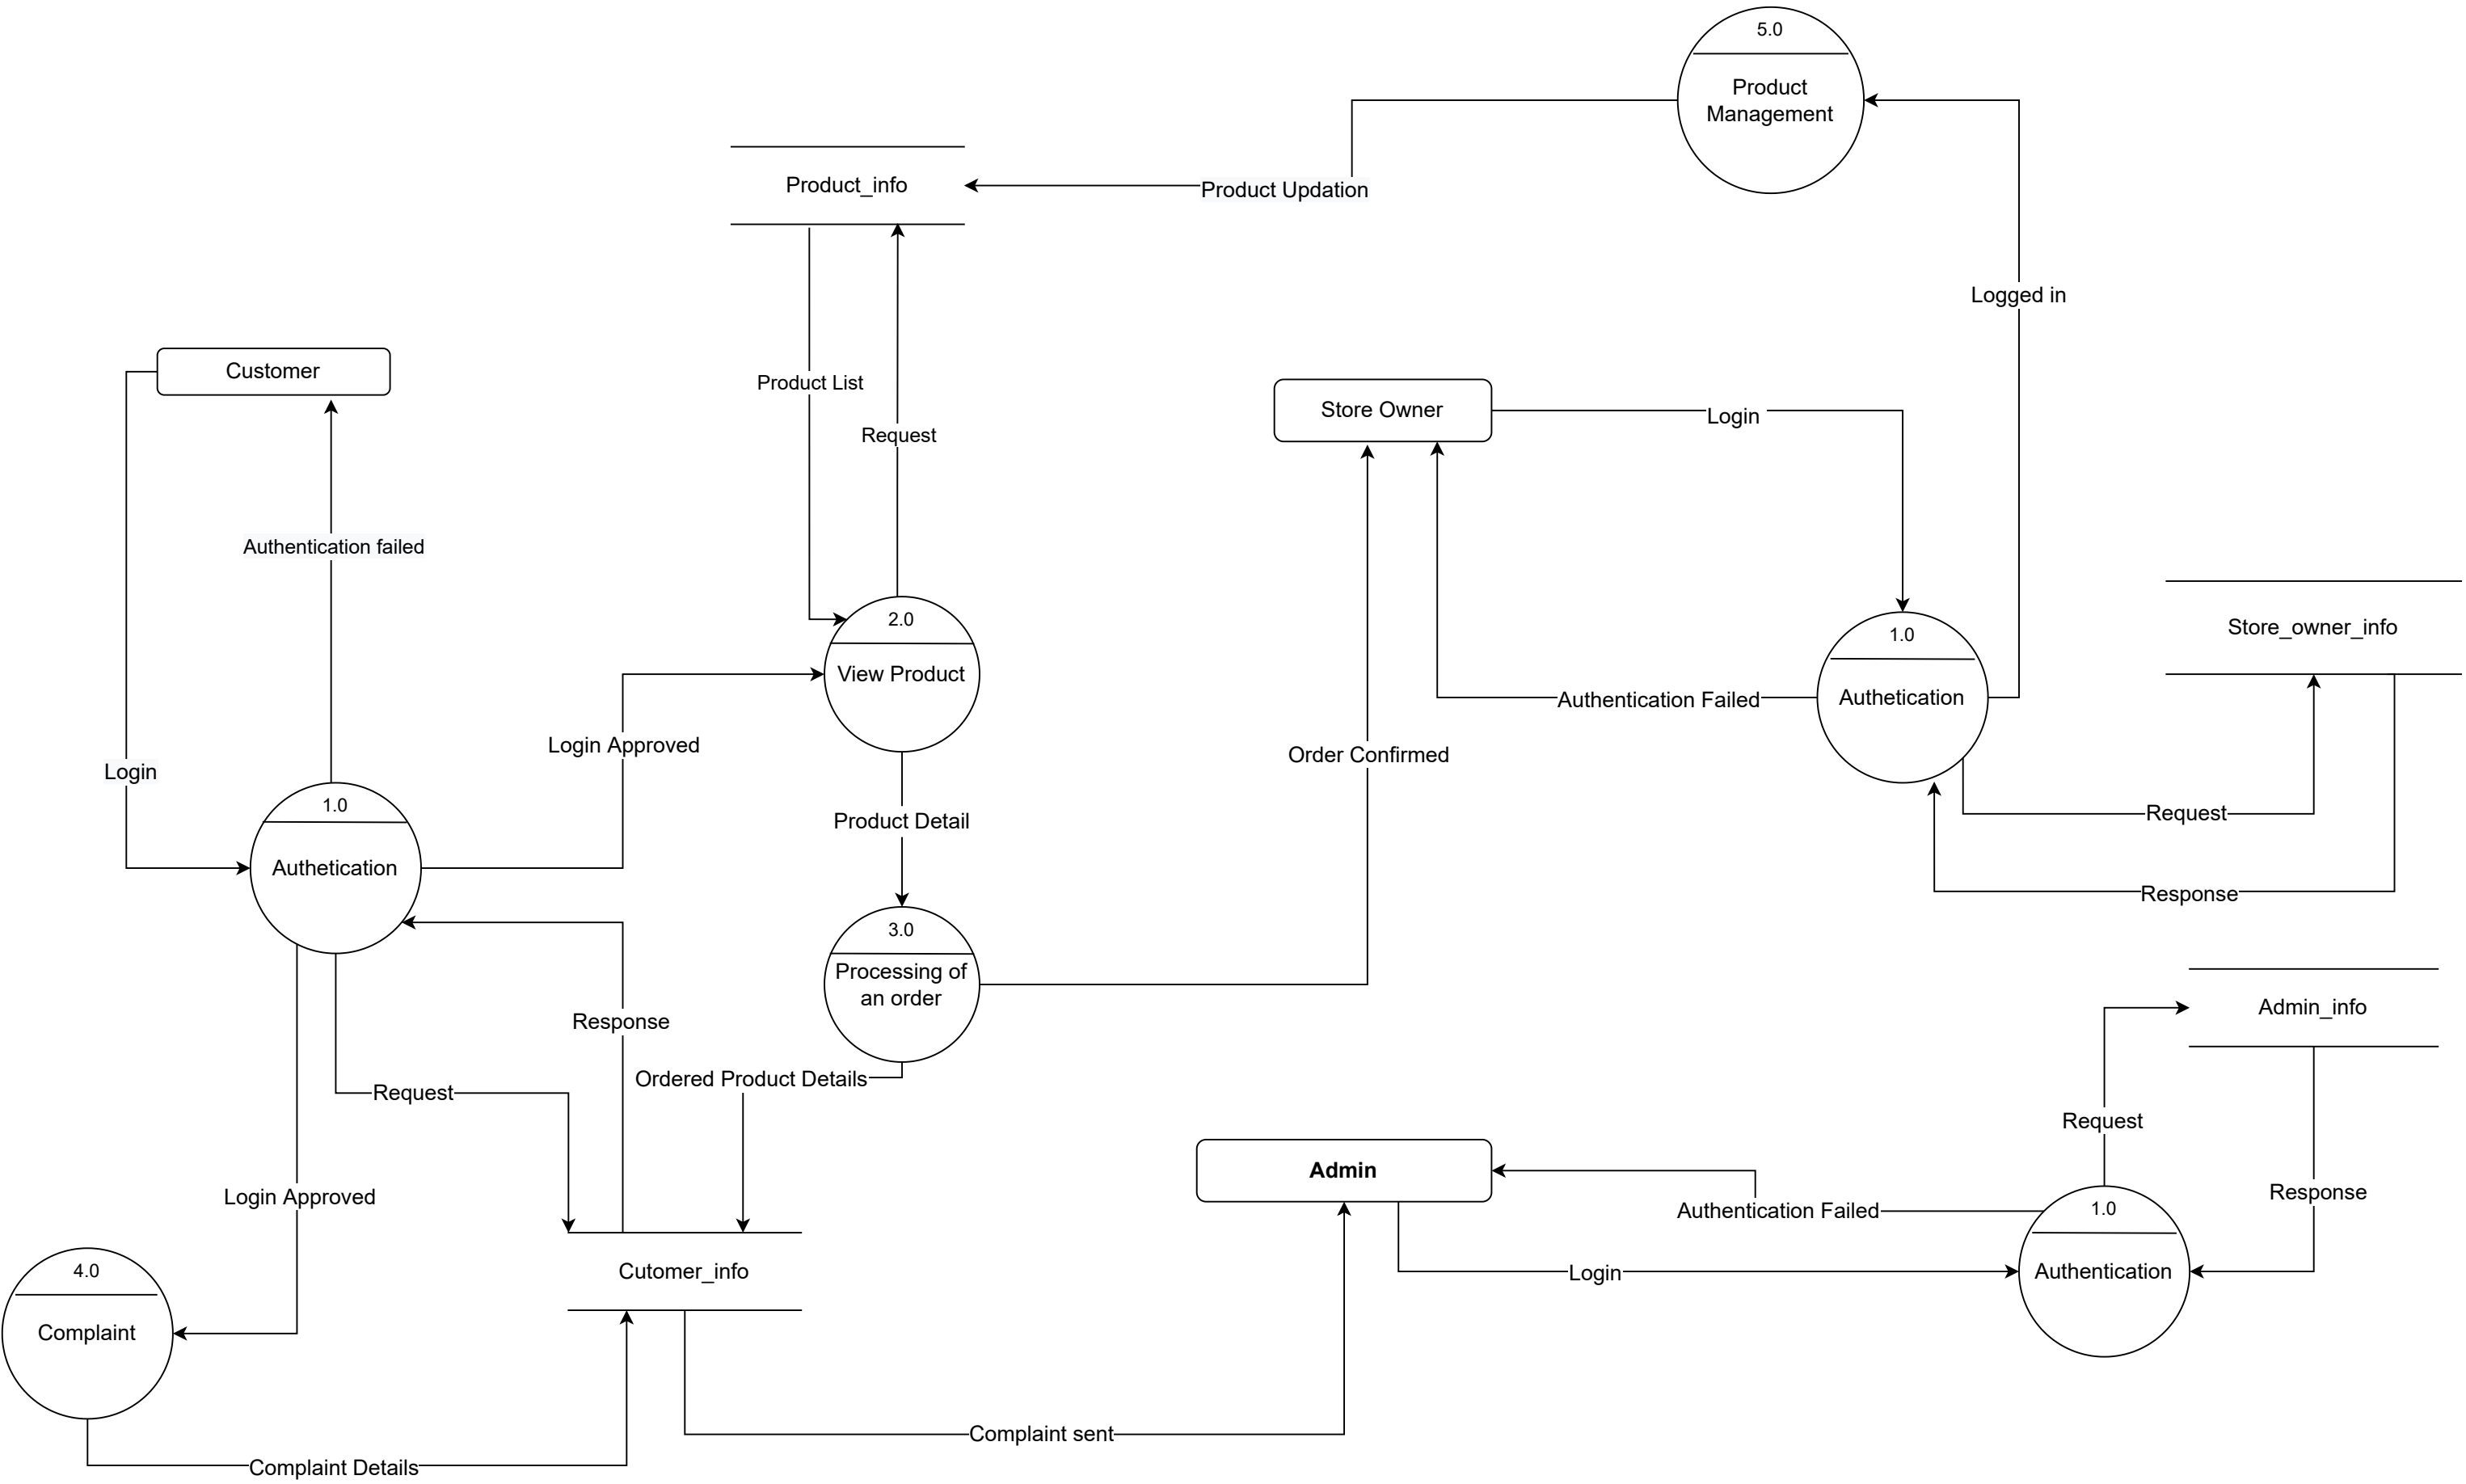 5.0
Product
Management
Product_info
Product Updation
Logged in
Customer
Product List
Store Owner
Login
Request
Authentication failed
2.0
Store_owner_info
1.0
View Product
Authetication
Authentication Failed
Login Approved
Order Confirmed
Login
1.0
Request
Product Detail
Authetication
Response
3.0
Processing of
an order
Admin_info
Response
Ordered Product Details
Request
Request
Admin
Response
Login Approved
Authentication Failed
1.0
4.0
Cutomer_info
Login
Authentication
Complaint
Complaint sent
Complaint Details